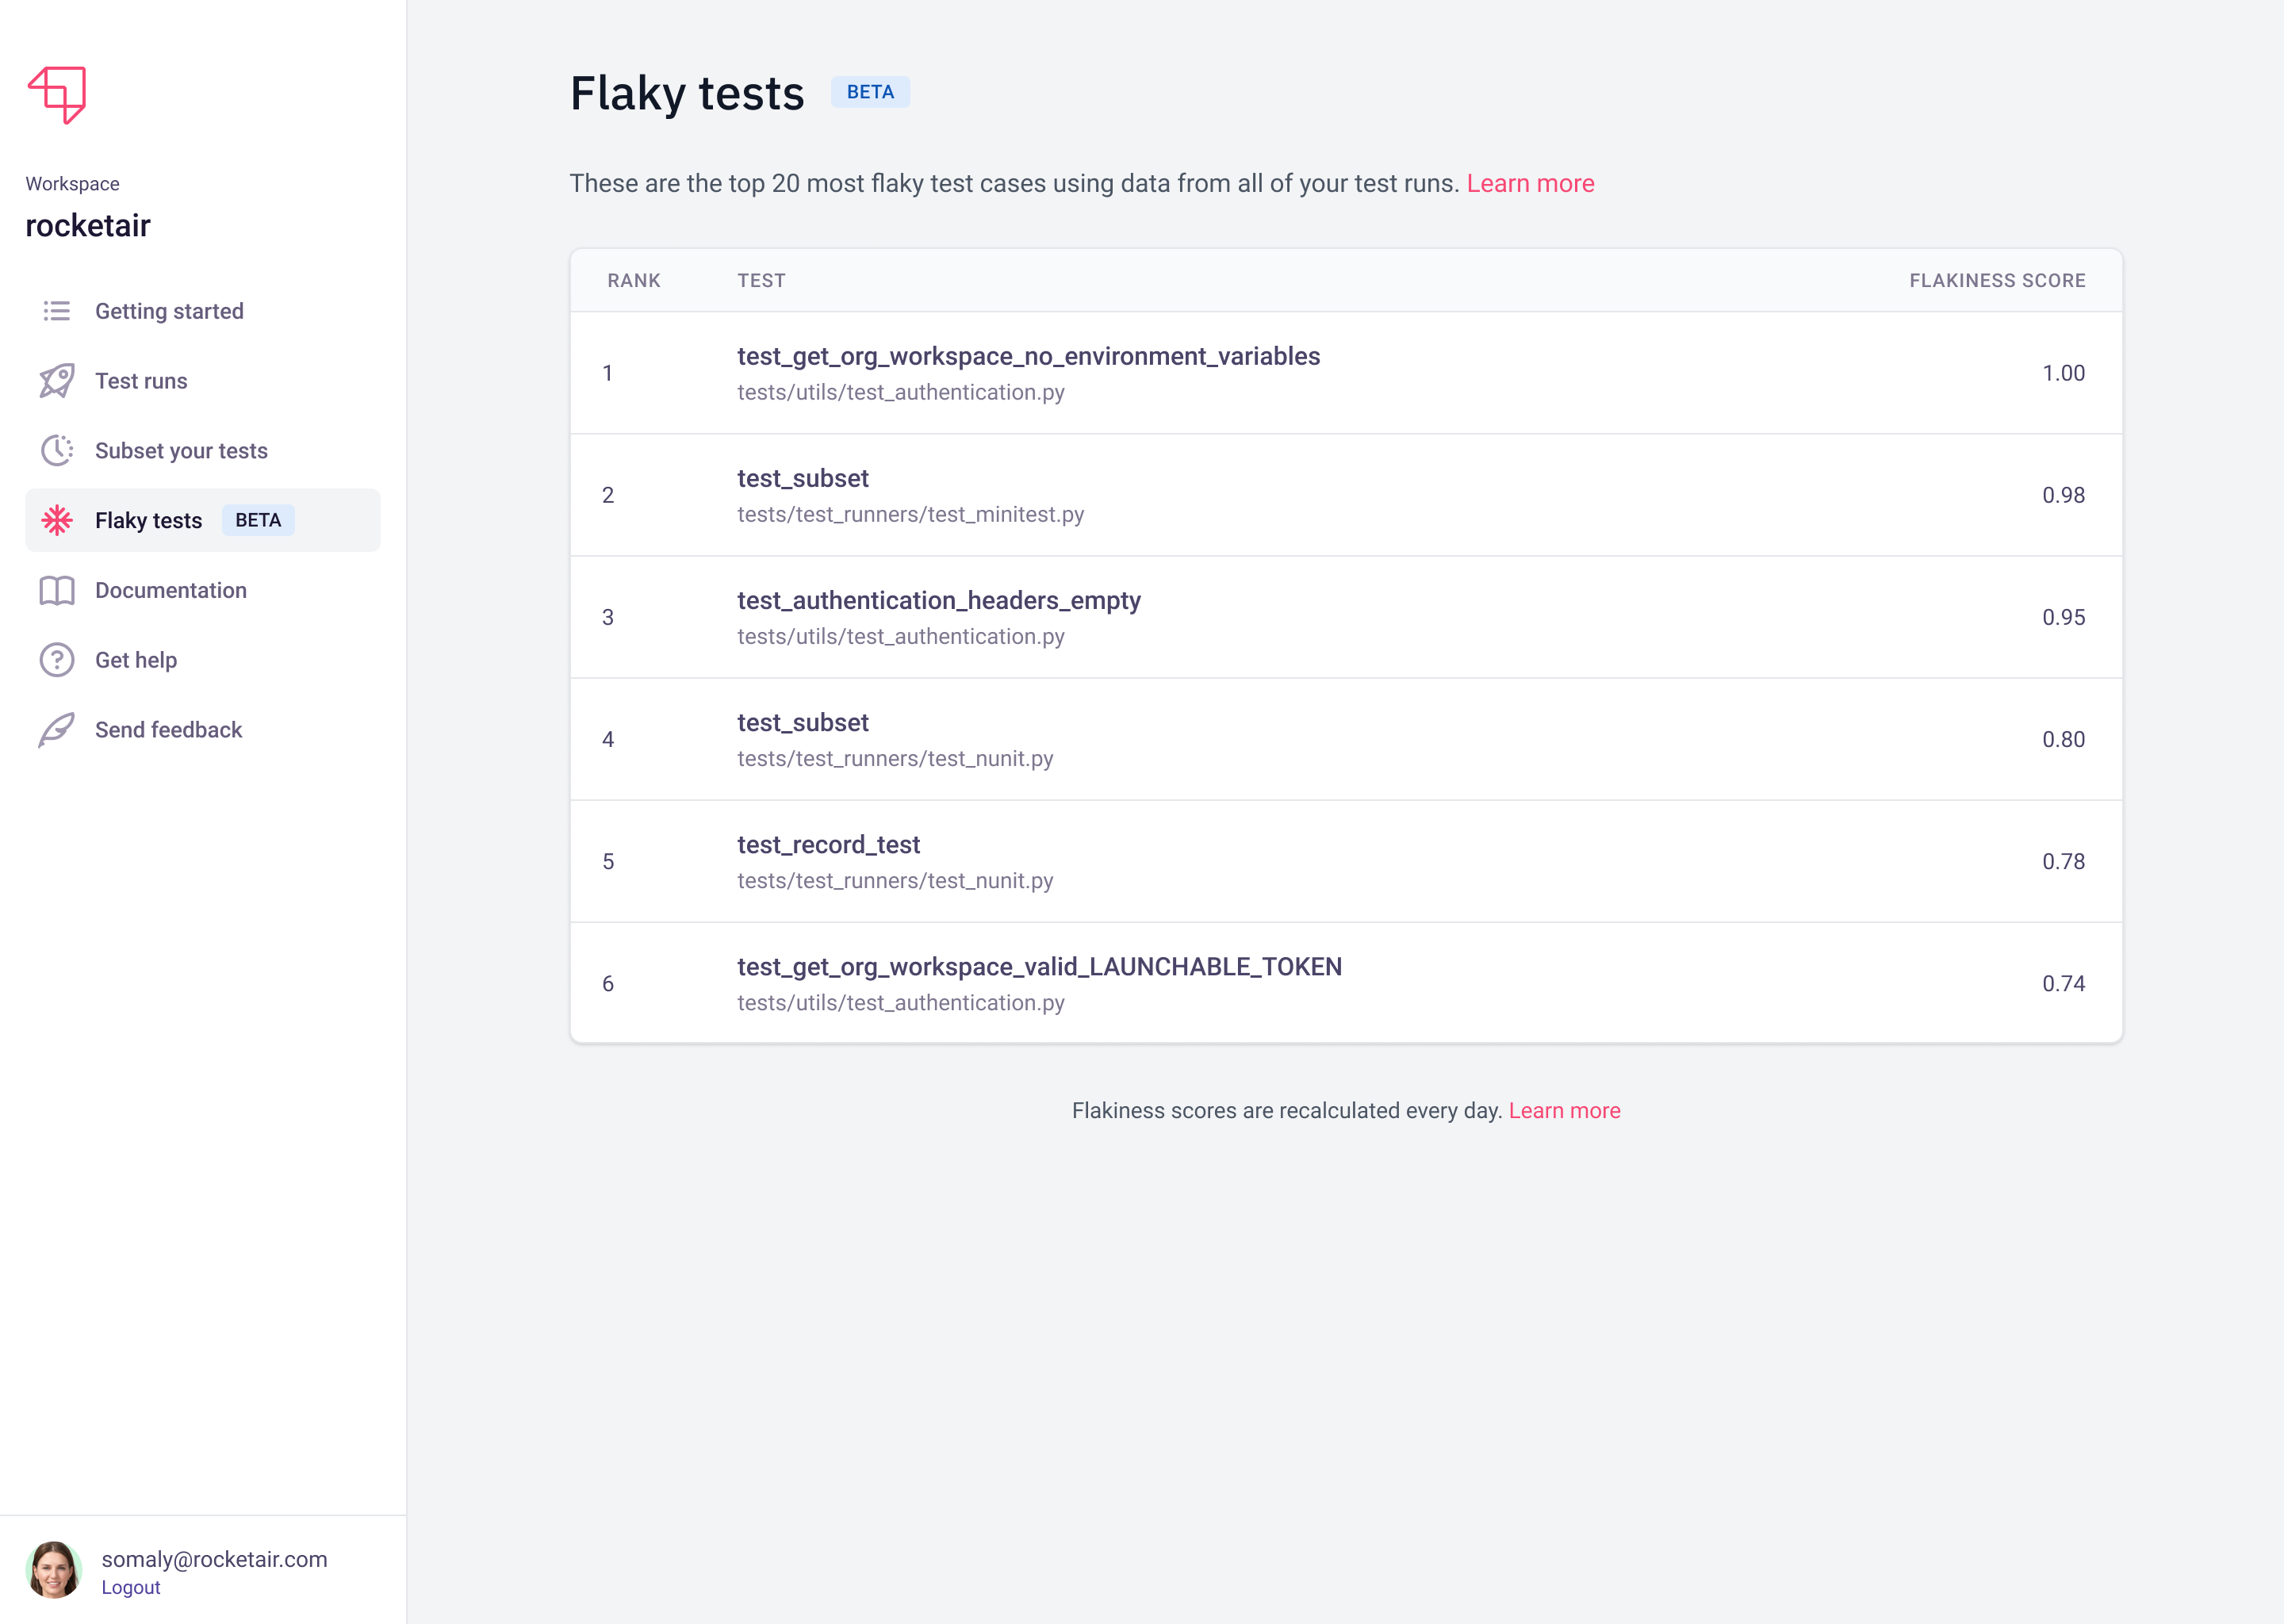 Workspace
rocketair
Getting started
Test runs
Subset your tests
Flaky tests BETA
Documentation
Get help
Send feedback
somaly@rocketair.com
Logout
Flaky tests BETA
These are the top 20 most flaky test cases using data from all of your test runs. Learn more
RANK TEST FLAKINESS SCORE
1 test_get_org_workspace_no_environment_variables 1.00
tests/utils/test_authentication.py
2 test_subset 0.98
tests/test_runners/test_minitest.py
3 test_authentication_headers_empty 0.95
tests/utils/test_authentication.py
4 test_subset 0.80
tests/test_runners/test_nunit.py
5 test_record_test 0.78
tests/test_runners/test_nunit.py
6 test_get_org_workspace_valid_LAUNCHABLE_TOKEN 0.74
tests/utils/test_authentication.py
Flakiness scores are recalculated every day. Learn more